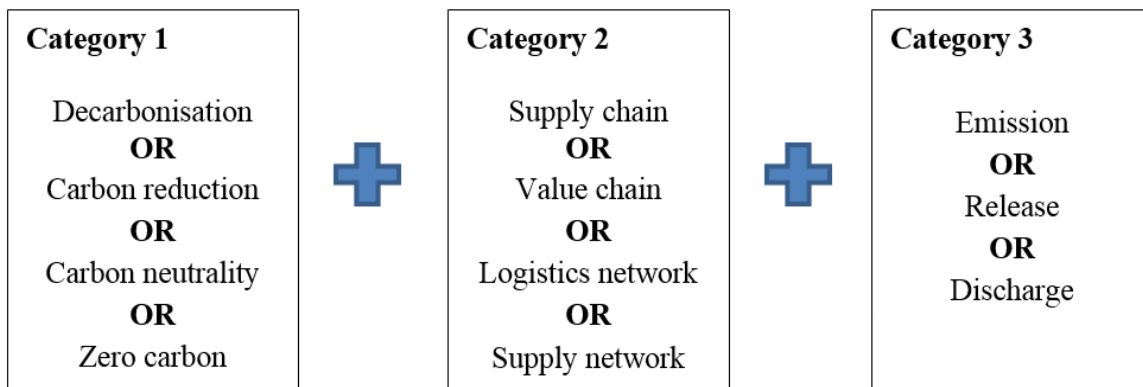 Category 1
Decarbonisation
OR
Carbon reduction
OR
Carbon neutrality
OR
Zero carbon
Category 2
Supply chain
OR
Value chain
OR
Logistics network
OR
Supply network
Category 3
Emission
OR
Release
OR
Discharge